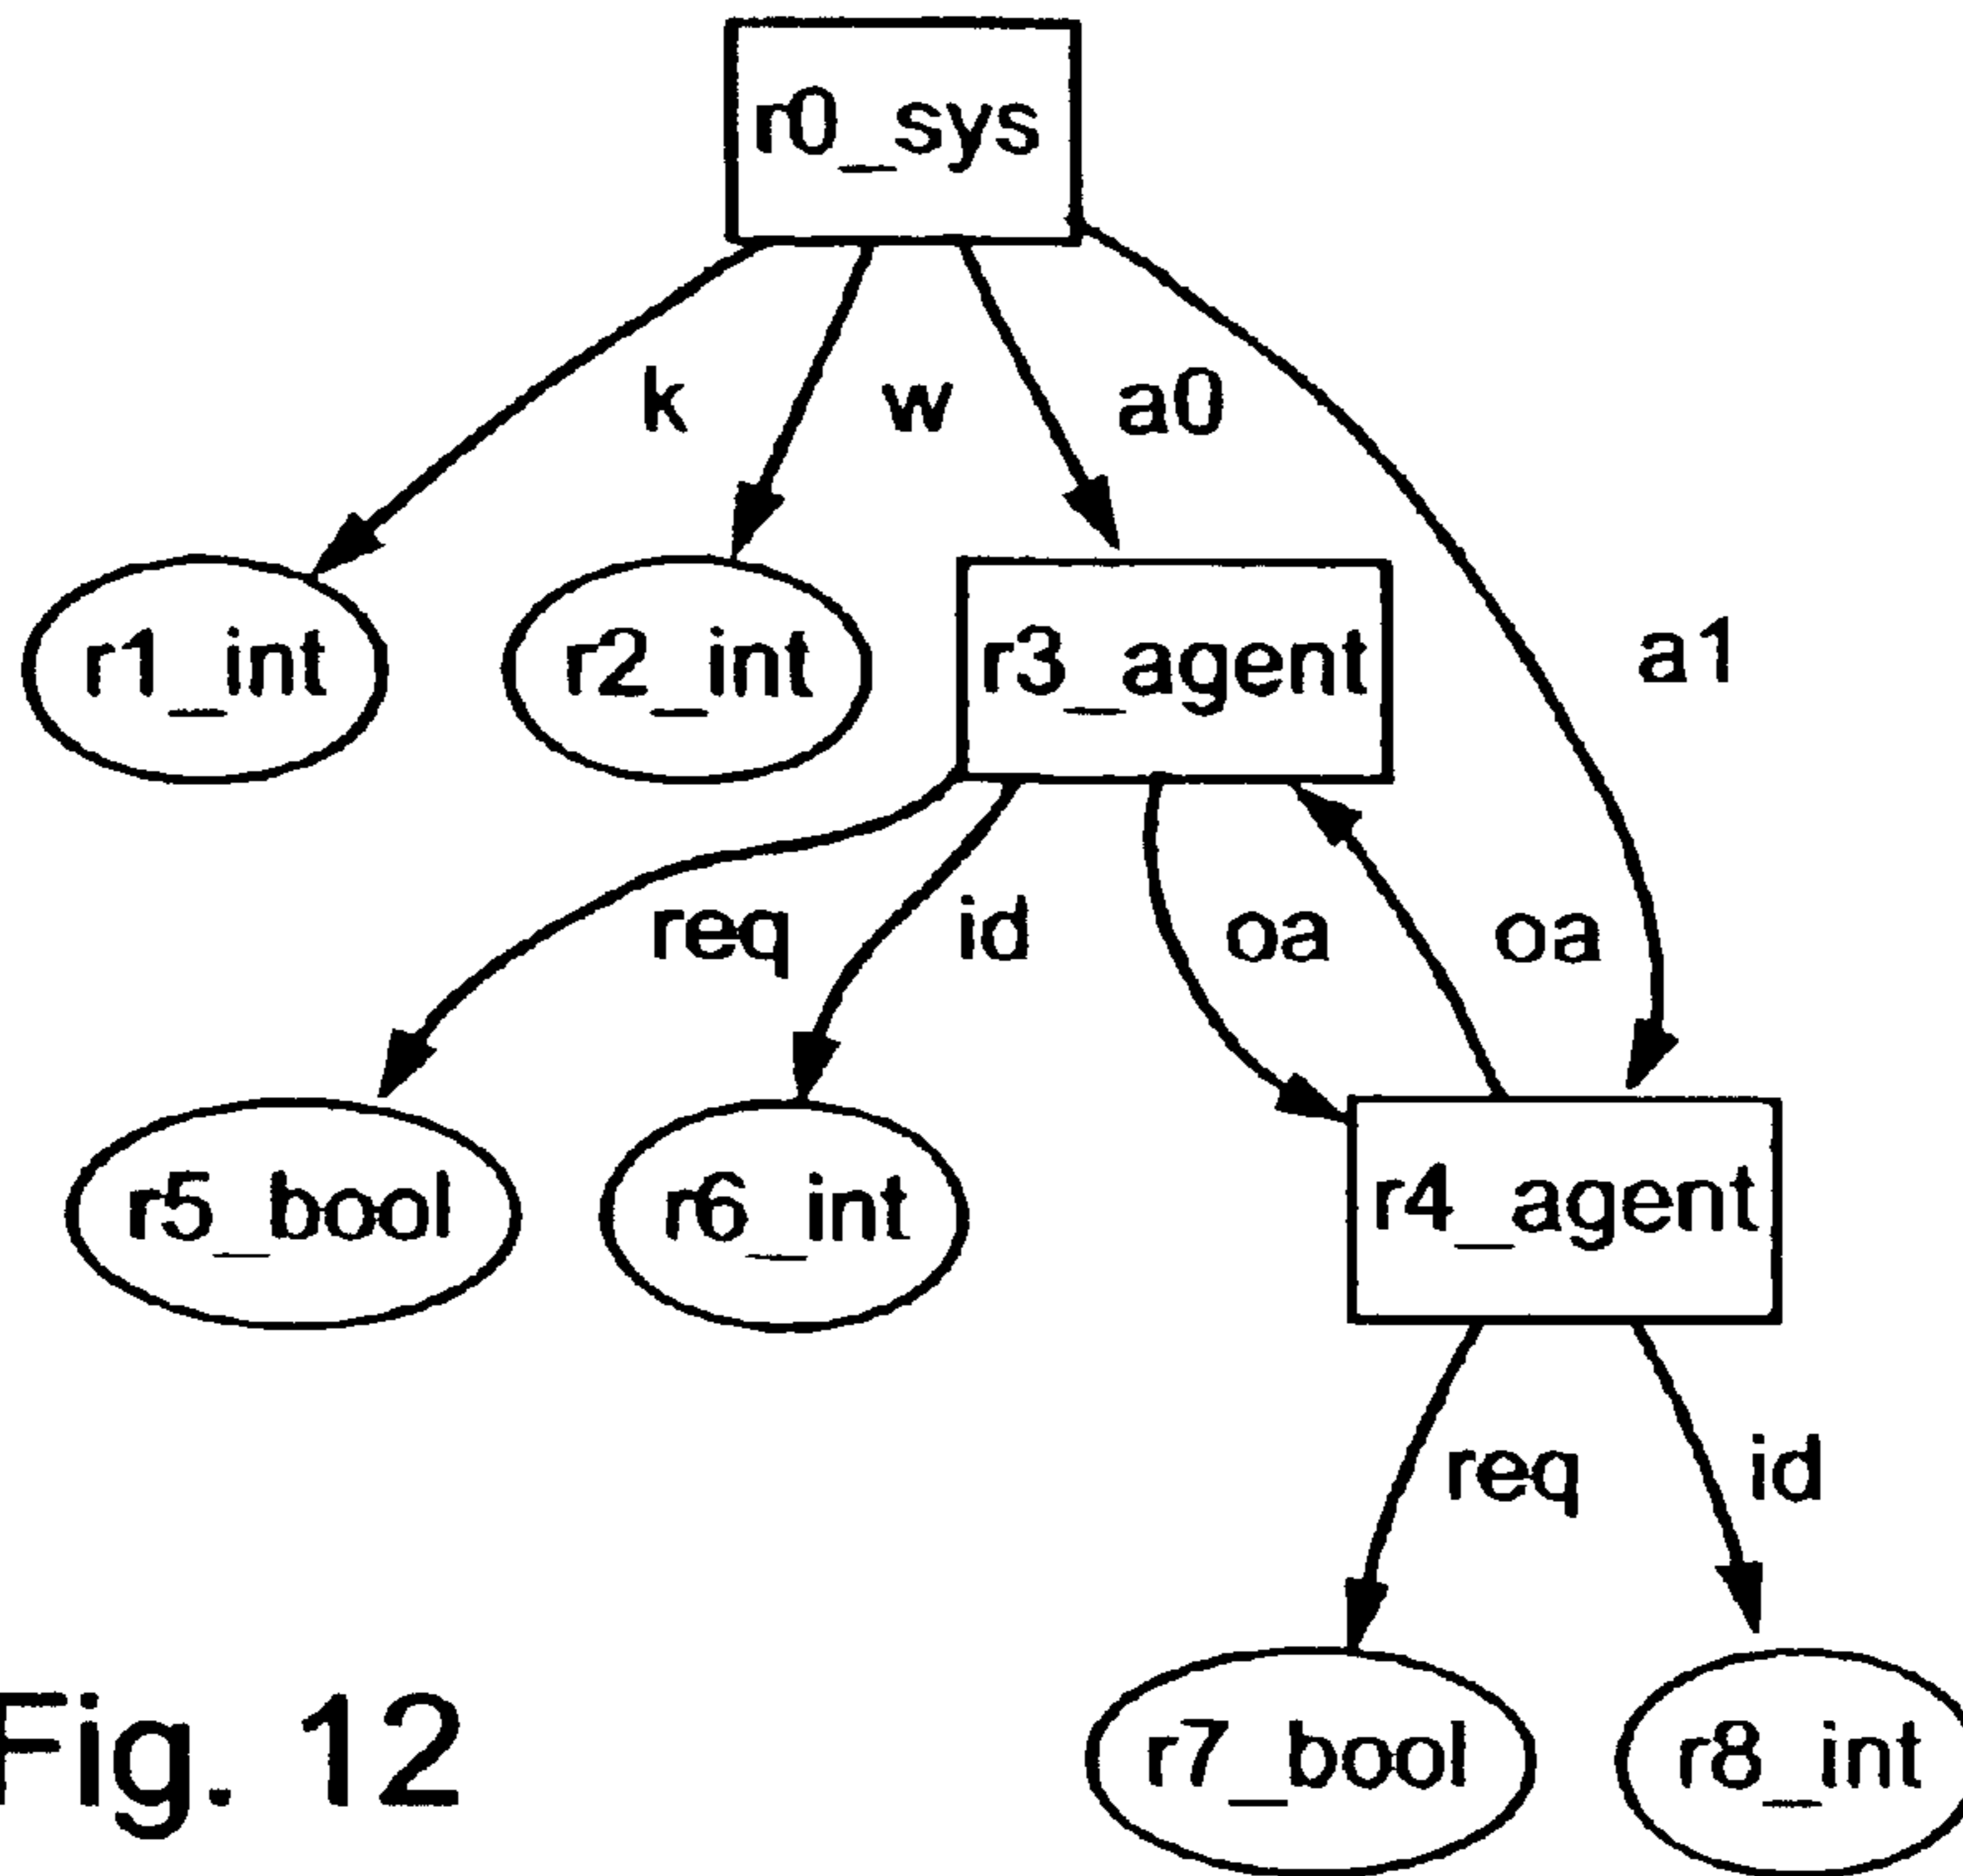 r0_sys
k w a0
r1_int r2_int r3_agent a1
req id oa oa
r5_bool r6_int r4_agent
req id
Fig. 12 r7_bool r8_int